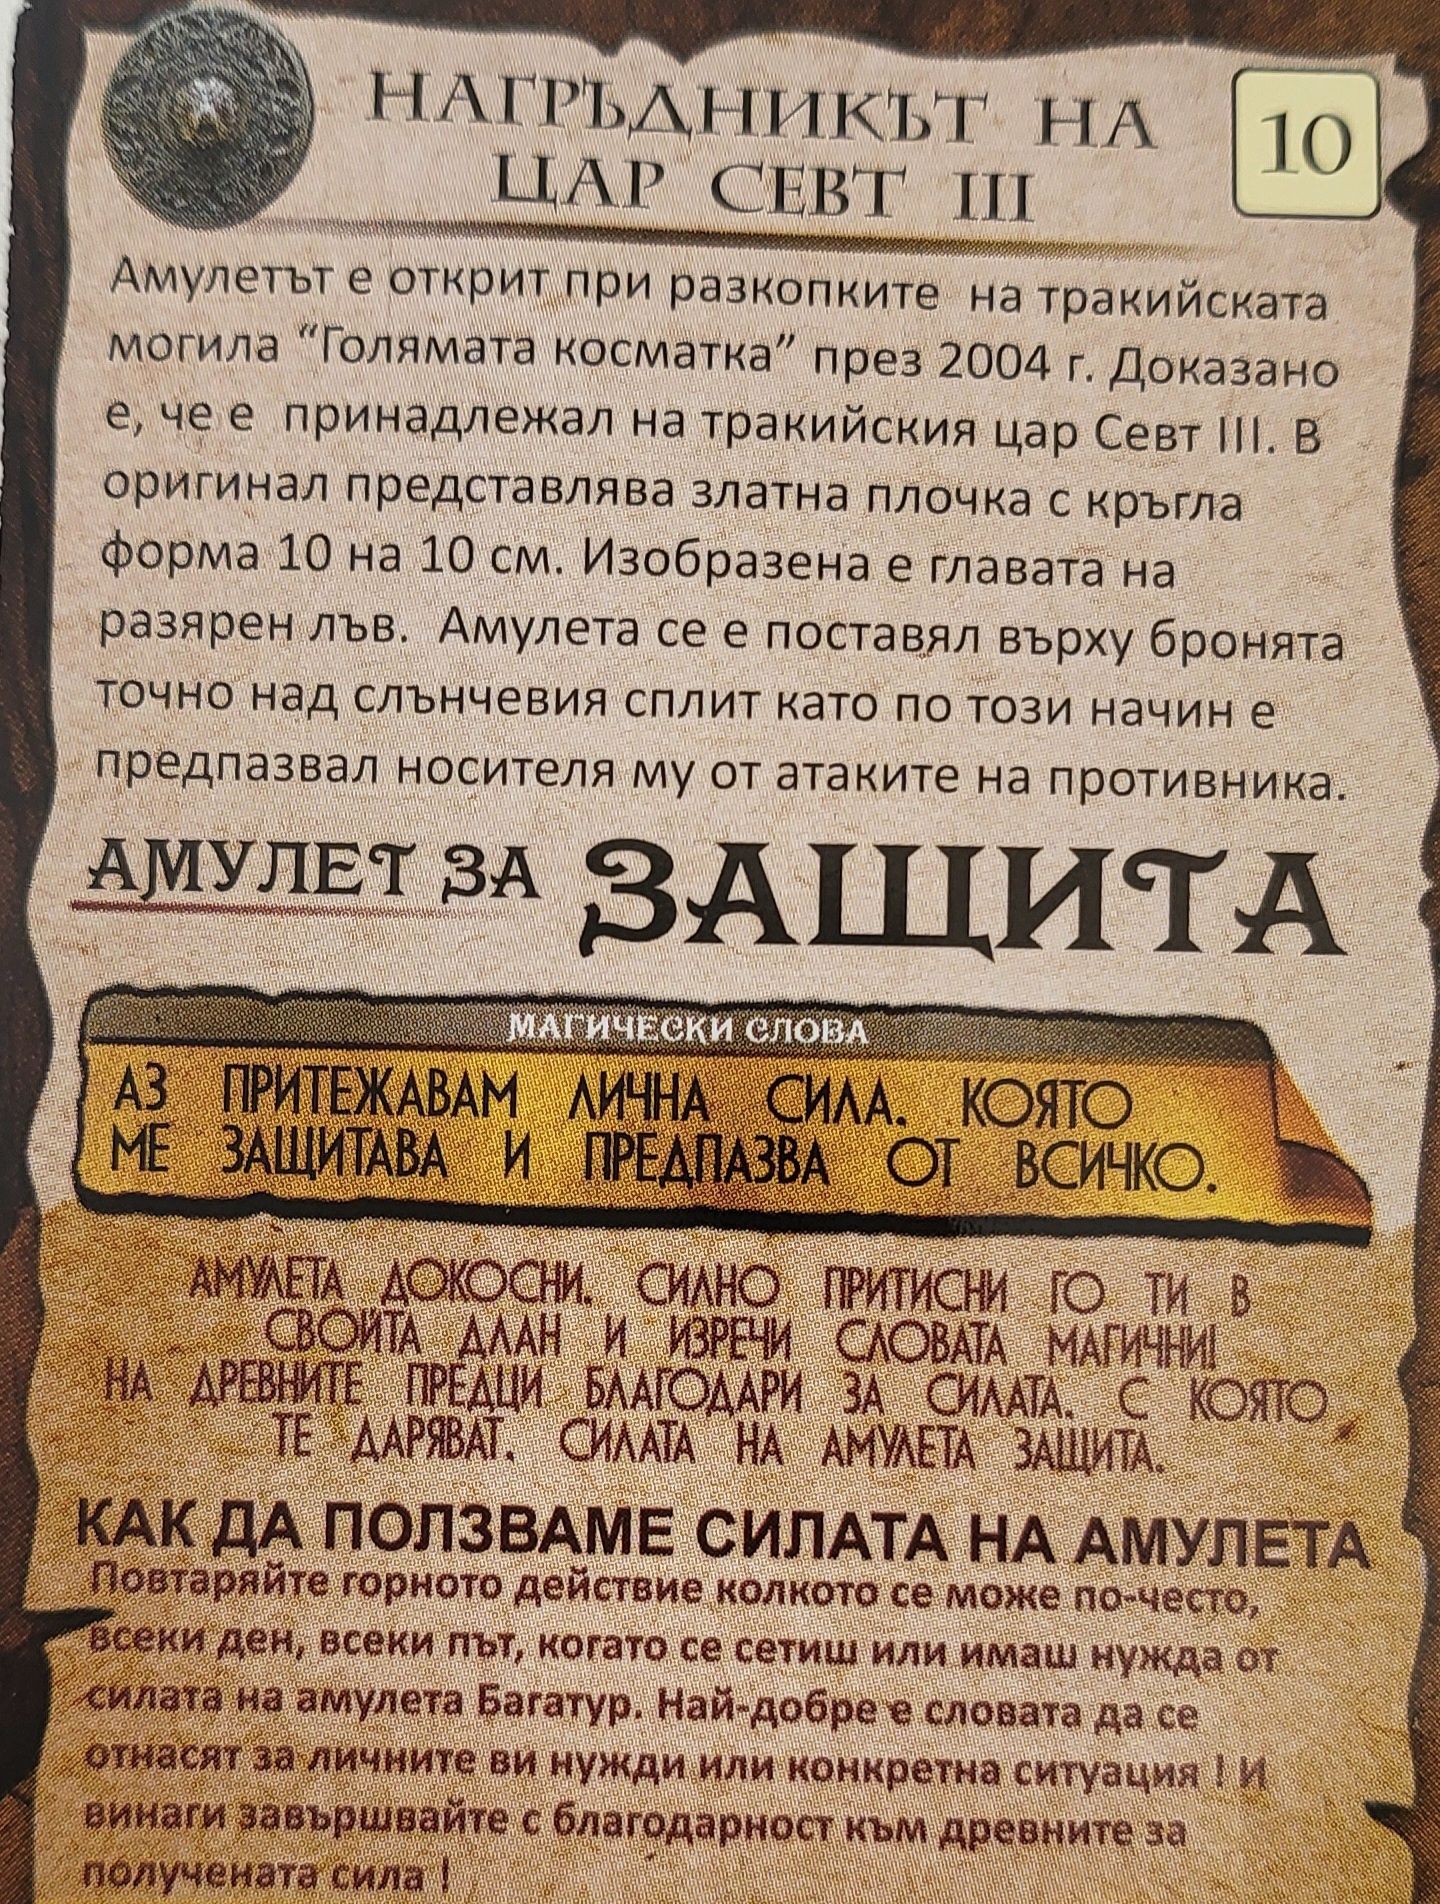 НАГРЪДНИКЪТ НА
ЦАР СЕВТ III
10
Амулетът е открит при разкопките на тракийската
могила “Голямата косматка” през 2004 г. Доказано
е, че е принадлежал на тракийския цар Севт III. В
оригинал представлява златна плочка с кръгла
форма 10 на 10 см. Изобразена е главата на
разярен лъв. Амулета се е поставял върху бронята
точно над слънчевия сплит като по този начин е
предпазвал носителя му от атаките на противника.
АМУЛЕТ ЗА ЗАЩИТА
МАГИЧЕСКИ СЛОВА
АЗ ПРИТЕЖАВАМ ЛИЧНА СИЛА, КОЯТО
МЕ ЗАЩИТАВА И ПРЕДПАЗВА ОТ ВСИЧКО.
АМУЛЕТА ДОКОСНИ, СИЛНО ПРИТИСНИ ГО ТИ В
СВОЙТА ДЛАН И ИЗРЕЧИ СЛОВАТА МАГИЧНИ!
НА ДРЕВНИТЕ ПРЕДЦИ БЛАГОДАРИ ЗА СИЛАТА, С КОЯТО
ТЕ ДАРЯВАТ, СИЛАТА НА АМУЛЕТА ЗАЩИТА.
КАК ДА ПОЛЗВАМЕ СИЛАТА НА АМУЛЕТА
Повтаряйте горното действие колкото се може по-често,
всеки ден, всеки път, когато се сетиш или имаш нужда от
силата на амулета Багатур. Най-добре е словата да се
отнасят за личните ви нужди или конкретна ситуация ! И
винаги завършвайте с благодарност към древните за
получената сила !